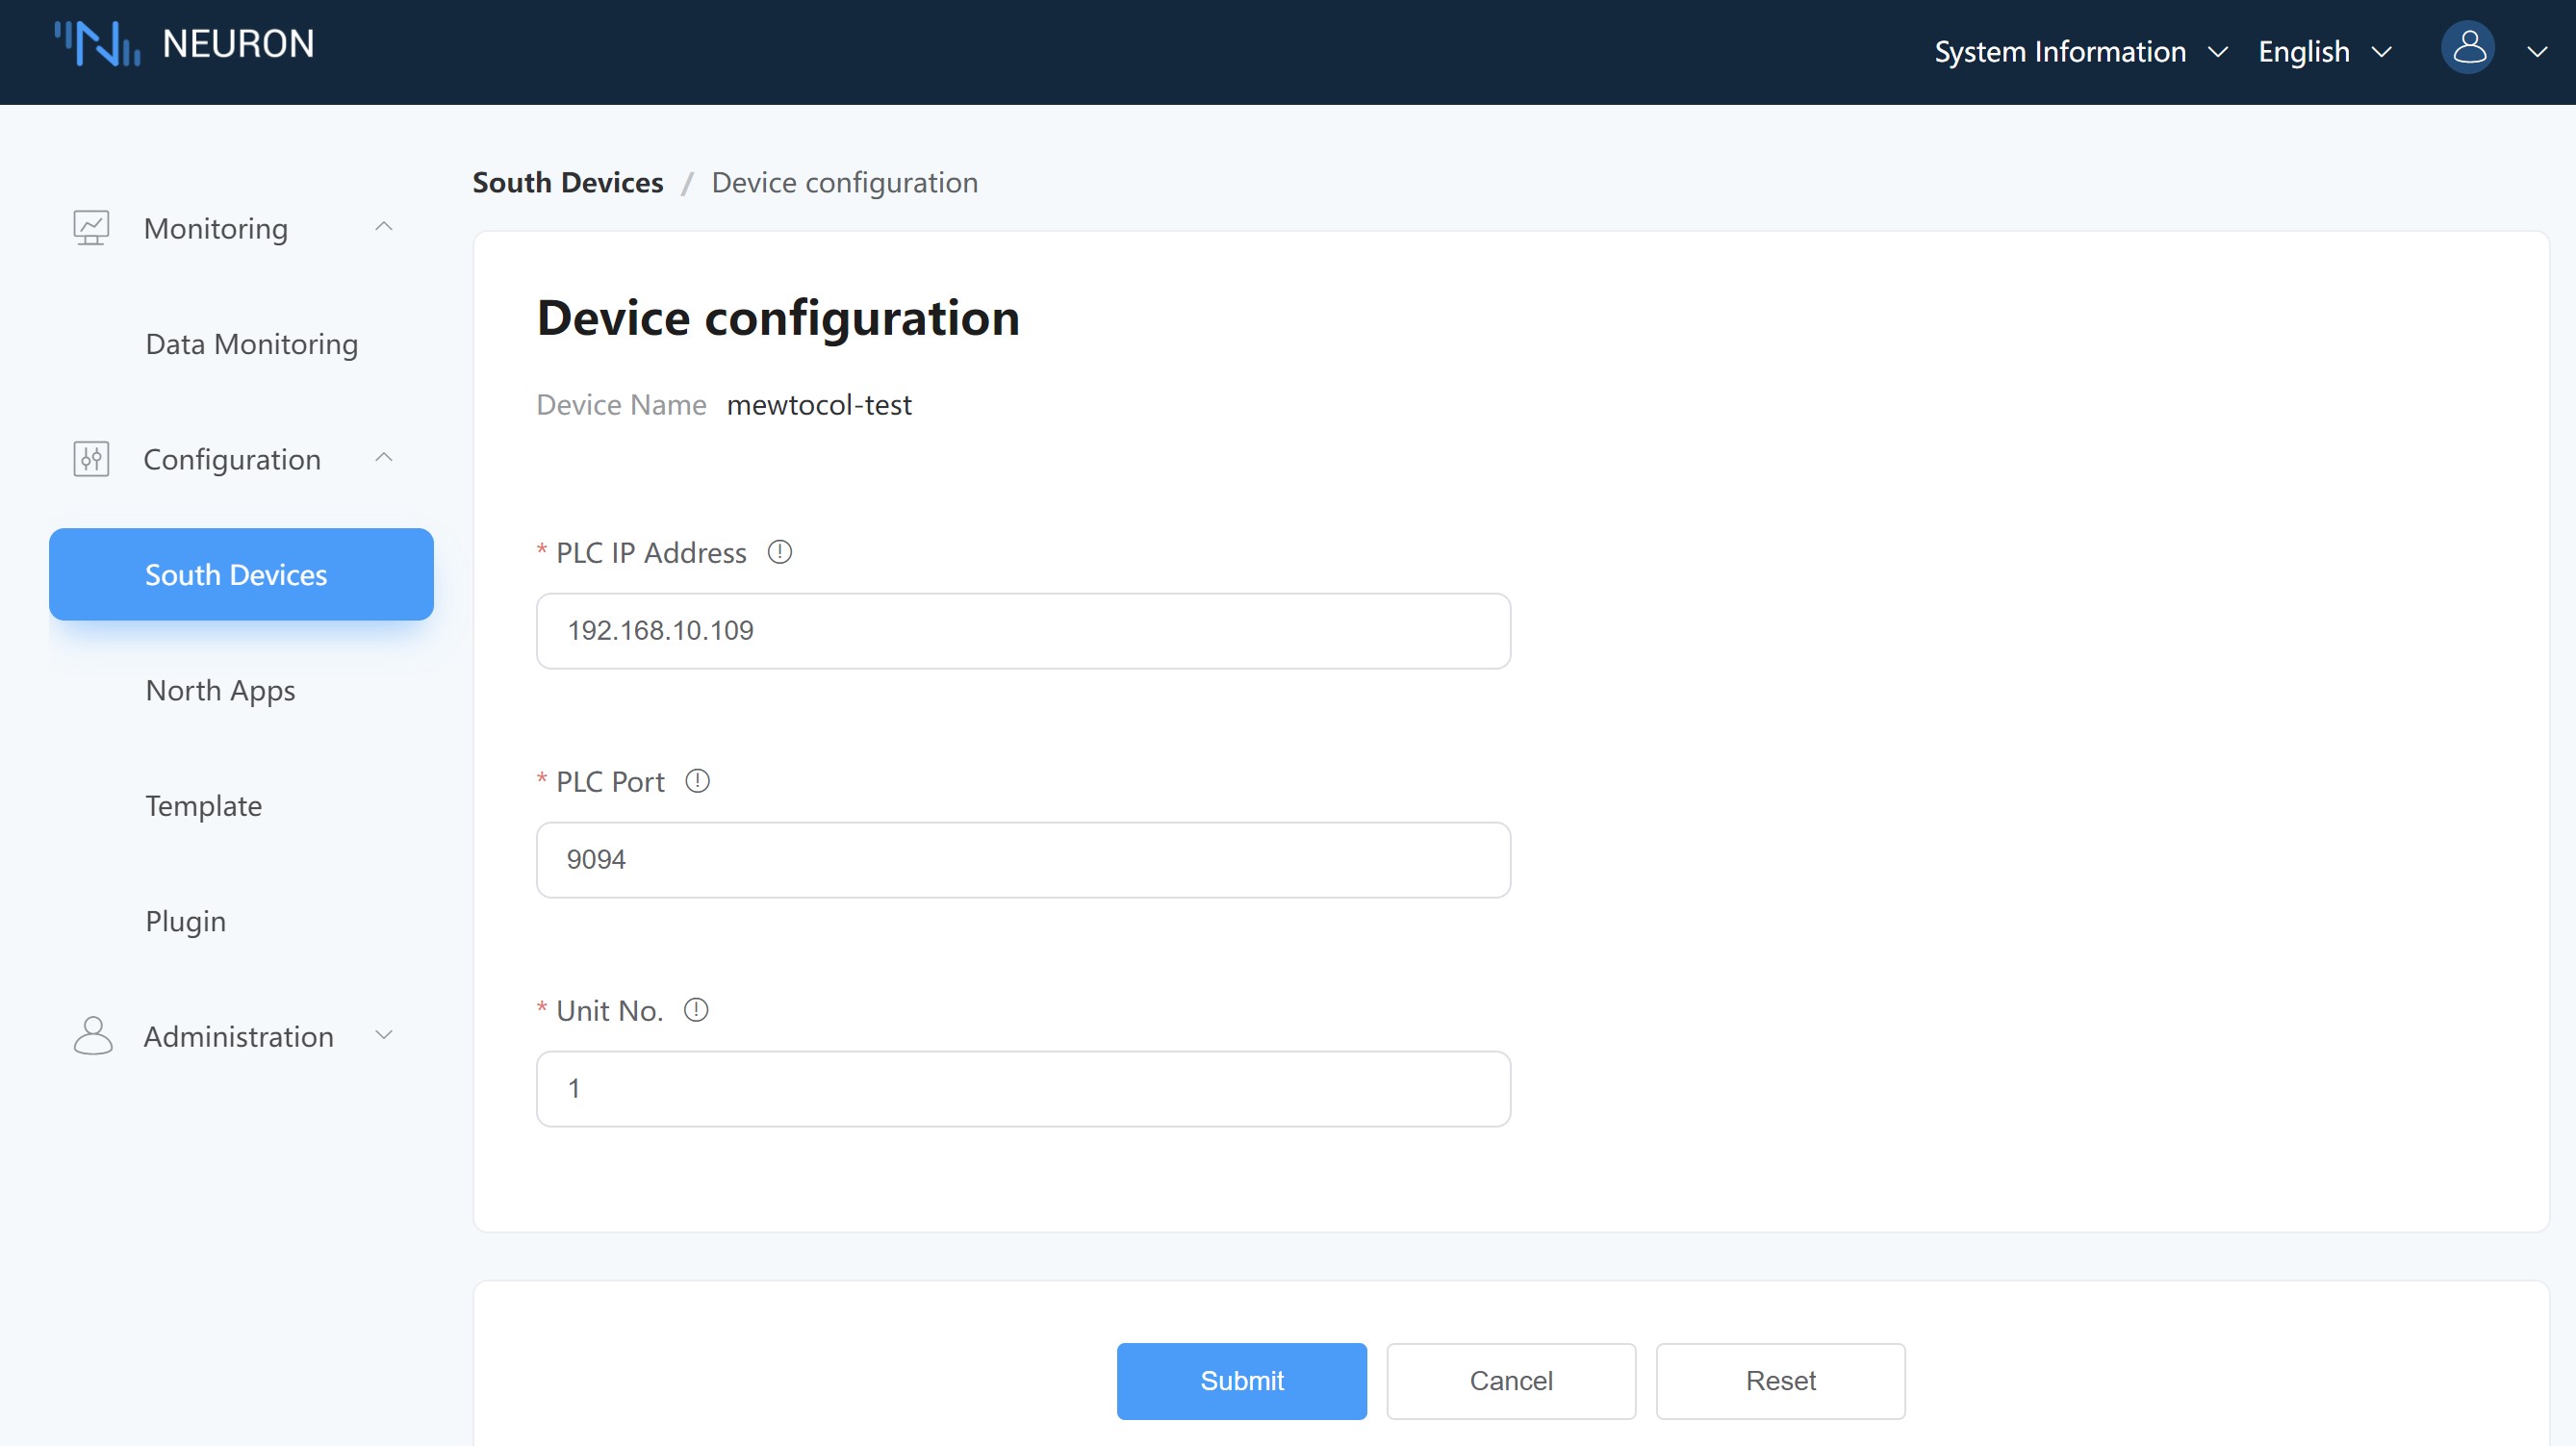 NEURON
System Information
English
South Devices / Device configuration
Monitoring
Data Monitoring
Configuration
South Devices
North Apps
Template
Plugin
Administration
Device configuration
Device Name mewtocol-test
* PLC IP Address
192.168.10.109
* PLC Port
9094
* Unit No.
1
Submit
Cancel
Reset